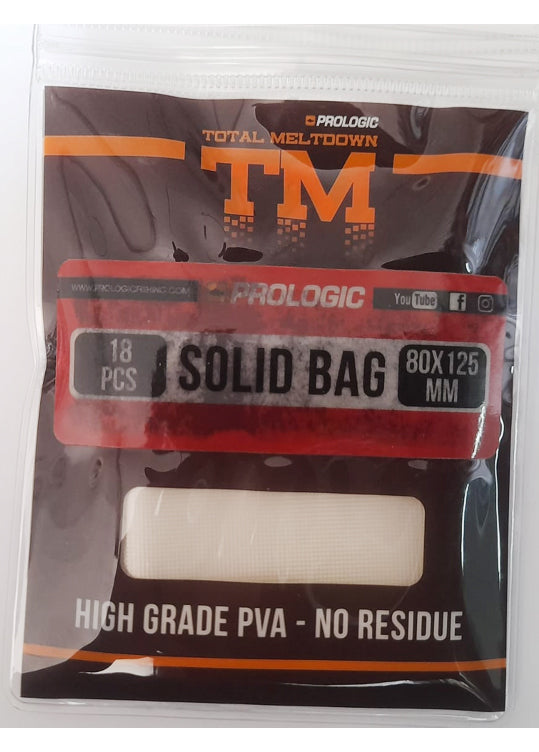 PROLOGIC
TOTAL MELTDOWN
TM
WWW.PROLOGICFISHING.COM
PROLOGIC
YouTube
18 PCS
SOLID BAG
80X125 MM
HIGH GRADE PVA - NO RESIDUE